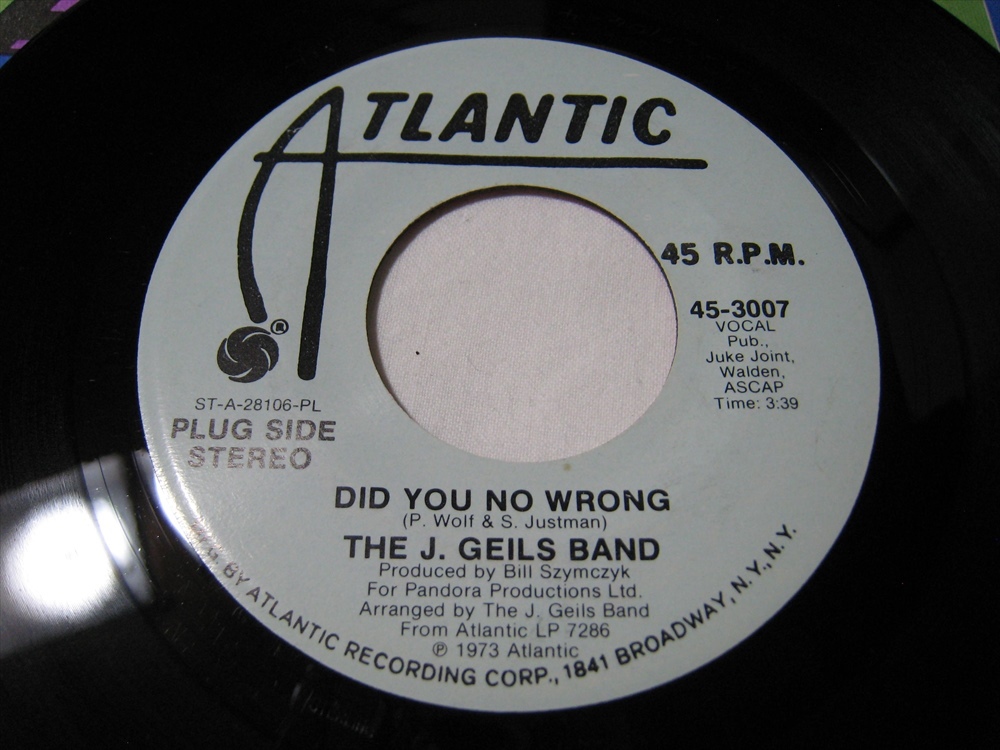 ATLANTIC
45 R.P.M.
45-3007
VOCAL
Pub.,
Juke Joint,
Walden,
ASCAP
Time: 3:39
®
ST-A-28106-PL
PLUG SIDE
STEREO
DID YOU NO WRONG
(P. Wolf & S. Justman)
THE J. GEILS BAND
Produced by Bill Szymczyk
For Pandora Productions Ltd.
Arranged by The J. Geils Band
From Atlantic LP 7286
℗ 1973 Atlantic
BY ATLANTIC RECORDING CORP., 1841 BROADWAY, N.Y., N.Y.